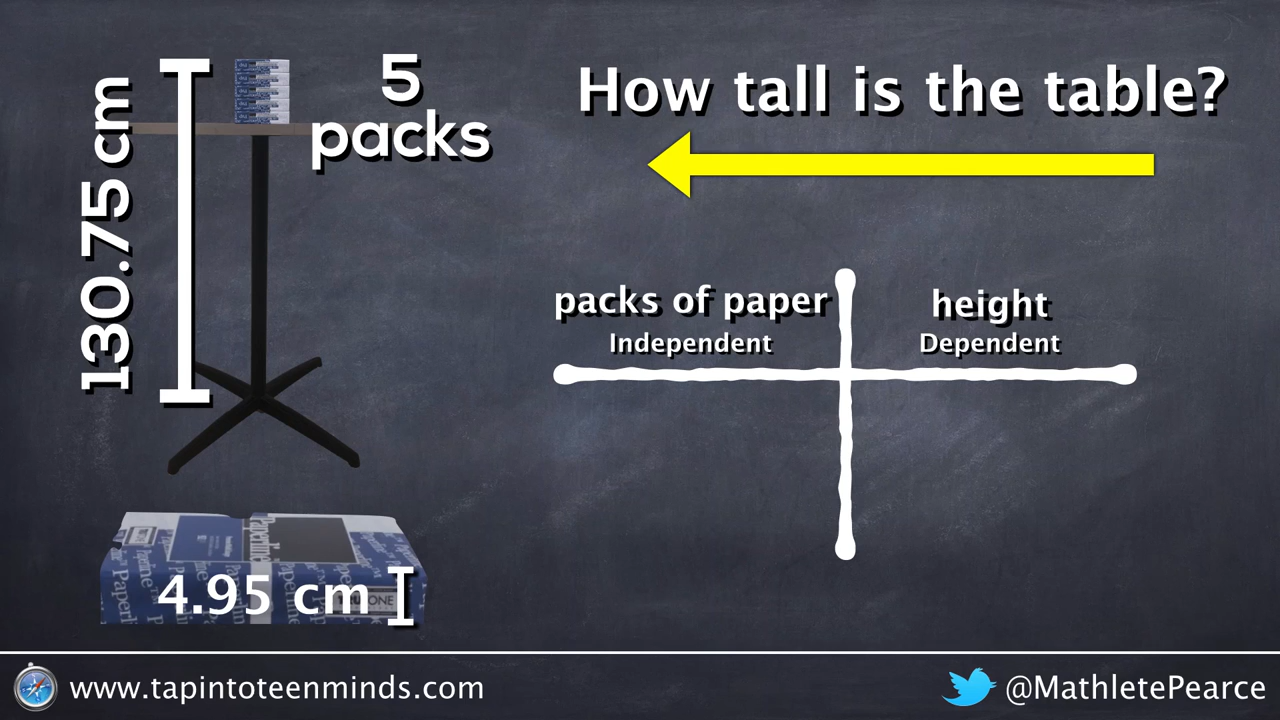 130.75 cm
5
packs
How tall is the table?
packs of paper
Independent
height
Dependent
4.95 cm
www.tapintoteenminds.com
@MathletePearce